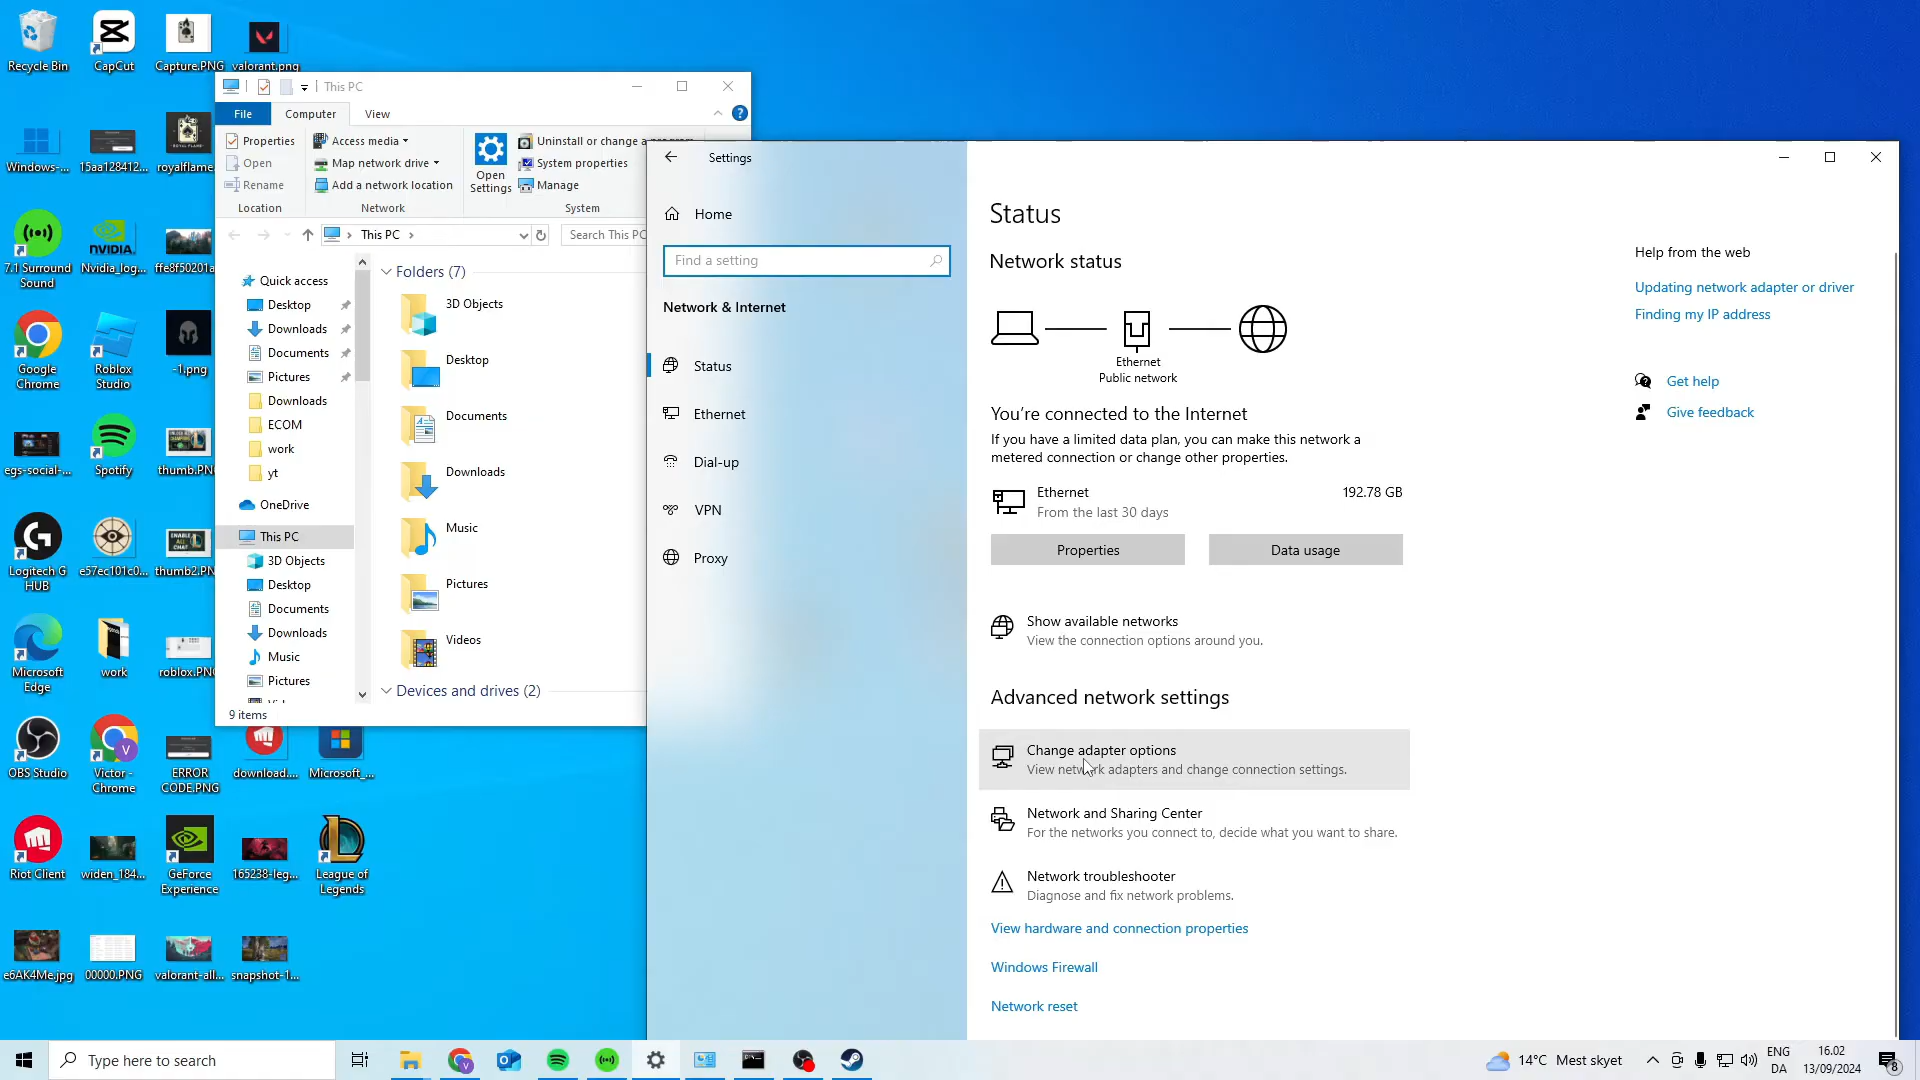 Recycle Bin
CapCut
Capture.PNG
valorant.png
Windows-...
15aa128412...
royalflame.
7.1 Surround
Sound
Nvidia_log...
ffe8f50201a
Google
Chrome
Roblox
Studio
-1.png
egs-social-...
Spotify
thumb.PN
Logitech G
HUB
e57ec101c0...
thumb2.PN
Microsoft
Edge
work
roblox.PN
OBS Studio
Victor -
Chrome
ERROR
CODE.PNG
download....
Microsoft_...
Riot Client
widen_184...
GeForce
Experience
165238-leg...
League of
Legends
e6AK4Me.jpg
00000.PNG
valorant-all...
snapshot-1...
This PC
File
Computer
View
Properties
Open
Rename
Location
Access media
Map network drive
Add a network location
Network
Open
Settings
Uninstall or change a program
System properties
Manage
System
This PC
Search This PC
Quick access
Desktop
Downloads
Documents
Pictures
Downloads
ECOM
work
yt
OneDrive
This PC
3D Objects
Desktop
Documents
Downloads
Music
Pictures
Folders (7)
3D Objects
Desktop
Documents
Downloads
Music
Pictures
Videos
Devices and drives (2)
9 items
Settings
Home
Find a setting
Network & Internet
Status
Ethernet
Dial-up
VPN
Proxy
Status
Network status
Ethernet
Public network
You're connected to the Internet
If you have a limited data plan, you can make this network a
metered connection or change other properties.
Ethernet
192.78 GB
From the last 30 days
Properties
Data usage
Show available networks
View the connection options around you.
Advanced network settings
Change adapter options
View network adapters and change connection settings.
Network and Sharing Center
For the networks you connect to, decide what you want to share.
Network troubleshooter
Diagnose and fix network problems.
View hardware and connection properties
Windows Firewall
Network reset
Help from the web
Updating network adapter or driver
Finding my IP address
Get help
Give feedback
Type here to search
14°C Mest skyet
ENG
DA
16.02
13/09/2024
8